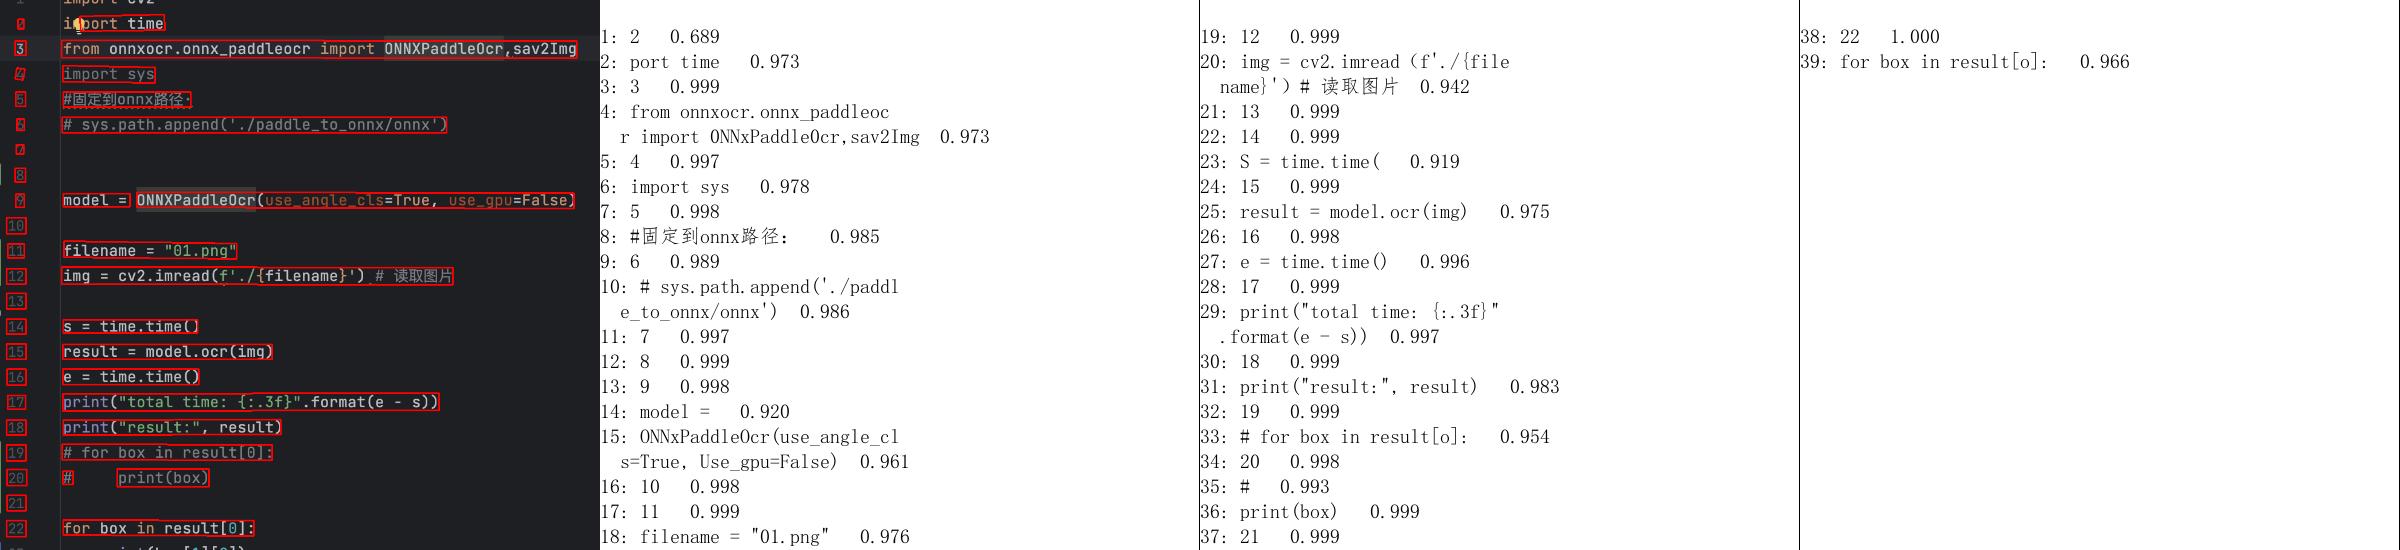 1 import cv2
import time
3 from onnxocr.onnx_paddleocr import ONNXPaddleOcr,sav2Img
4 import sys
5 #固定到onnx路径·
6 # sys.path.append('./paddle_to_onnx/onnx')
7
8
9 model = ONNXPaddleOcr(use_angle_cls=True, use_gpu=False)
10
11 filename = "01.png"
12 img = cv2.imread(f'./{filename}') # 读取图片
13
14 s = time.time()
15 result = model.ocr(img)
16 e = time.time()
17 print("total time: {:.3f}".format(e - s))
18 print("result:", result)
19 # for box in result[0]:
20 #     print(box)
21
22 for box in result[0]:
1: 2 0.689
2: port time 0.973
3: 3 0.999
4: from onnxocr.onnx_paddleoc
r import ONNxPaddleOcr,sav2Img 0.973
5: 4 0.997
6: import sys 0.978
7: 5 0.998
8: #固定到onnx路径： 0.985
9: 6 0.989
10: # sys.path.append('./paddl
e_to_onnx/onnx') 0.986
11: 7 0.997
12: 8 0.999
13: 9 0.998
14: model = 0.920
15: ONNxPaddleOcr(use_angle_cl
s=True, Use_gpu=False) 0.961
16: 10 0.998
17: 11 0.999
18: filename = "01.png" 0.976
19: 12 0.999
20: img = cv2.imread（f'./{file
name}'）# 读取图片 0.942
21: 13 0.999
22: 14 0.999
23: S = time.time( 0.919
24: 15 0.999
25: result = model.ocr(img) 0.975
26: 16 0.998
27: e = time.time() 0.996
28: 17 0.999
29: print("total time: {:.3f}"
.format(e - s)) 0.997
30: 18 0.999
31: print("result:", result) 0.983
32: 19 0.999
33: # for box in result[o]: 0.954
34: 20 0.998
35: # 0.993
36: print(box) 0.999
37: 21 0.999
38: 22 1.000
39: for box in result[o]: 0.966